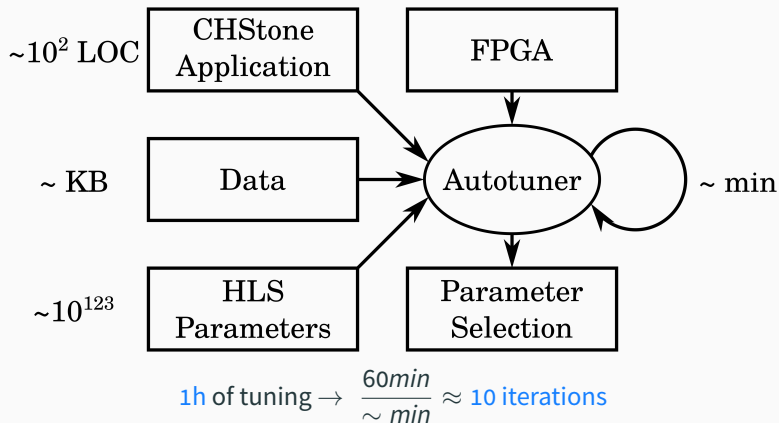 ~10² LOC
CHStone
Application
FPGA
~ KB
Data
Autotuner
~ min
~10¹²³
HLS
Parameters
Parameter
Selection
1h of tuning → 60min / ~ min ≈ 10 iterations